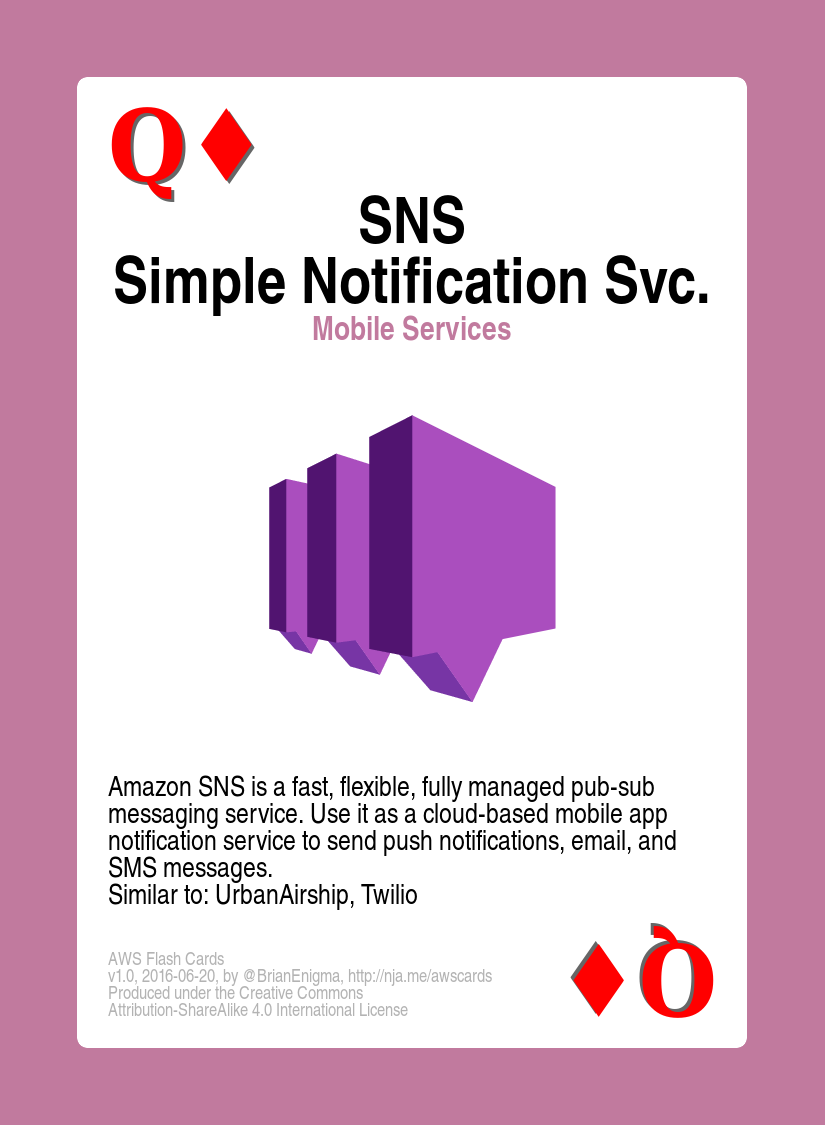 Q♦
SNS
Simple Notification Svc.
Mobile Services
Amazon SNS is a fast, flexible, fully managed pub-sub
messaging service. Use it as a cloud-based mobile app
notification service to send push notifications, email, and
SMS messages.
Similar to: UrbanAirship, Twilio
AWS Flash Cards
v1.0, 2016-06-20, by @BrianEnigma, http://nja.me/awscards
Produced under the Creative Commons
Attribution-ShareAlike 4.0 International License
♦Q